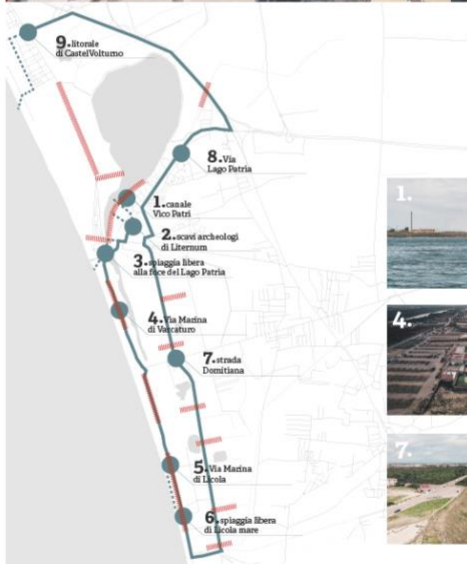 9. litorale
di CastelVolturno
8. Via
Lago Patria
1. canale
Vico Patri
2. scavi archeologi
di Liternum
3. spiaggia libera
alla foce del Lago Patria
4. Via Marina
di Varcaturo
7. strada
Domitiana
5. Via Marina
di Licola
6. spiaggia libera
di Licola mare
1.
4.
7.